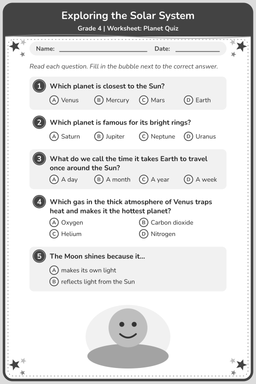 Exploring the Solar System
Grade 4 | Worksheet: Planet Quiz
Name: Date:
Read each question. Fill in the bubble next to the correct answer.
1 Which planet is closest to the Sun?
A Venus B Mercury C Mars D Earth
2 Which planet is famous for its bright rings?
A Saturn B Jupiter C Neptune D Uranus
3 What do we call the time it takes Earth to travel
once around the Sun?
A A day B A month C A year D A week
4 Which gas in the thick atmosphere of Venus traps
heat and makes it the hottest planet?
A Oxygen B Carbon dioxide
C Helium D Nitrogen
5 The Moon shines because it...
A makes its own light
B reflects light from the Sun